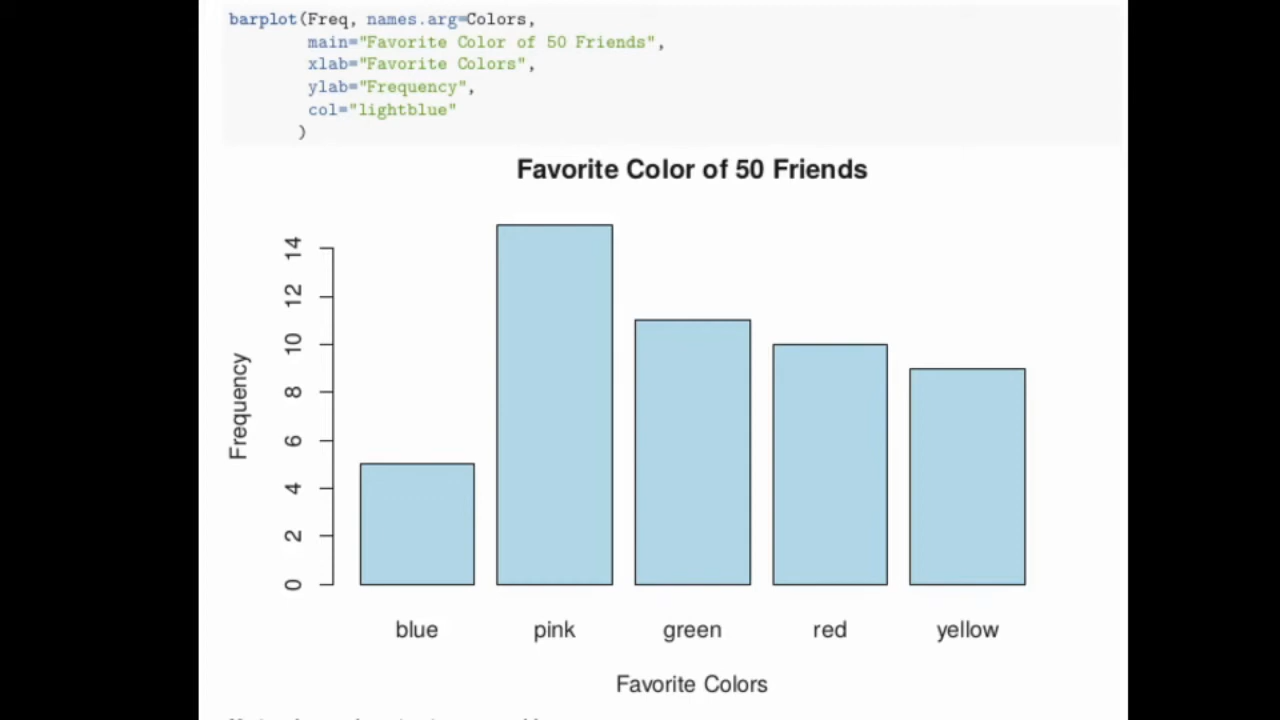 barplot(Freq, names.arg=Colors,
main="Favorite Color of 50 Friends",
xlab="Favorite Colors",
ylab="Frequency",
col="lightblue"
)
Favorite Color of 50 Friends
14
12
10
8
6
4
2
0
Frequency
blue pink green red yellow
Favorite Colors